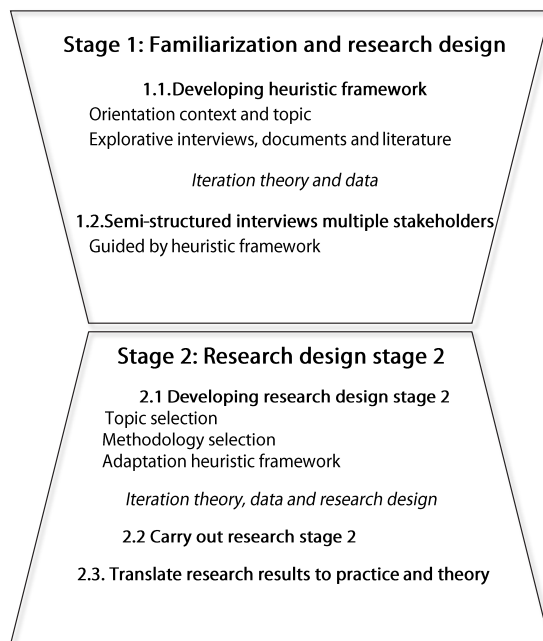 Stage 1: Familiarization and research design
1.1.Developing heuristic framework
Orientation context and topic
Explorative interviews, documents and literature
Iteration theory and data
1.2.Semi-structured interviews multiple stakeholders
Guided by heuristic framework
Stage 2: Research design stage 2
2.1 Developing research design stage 2
Topic selection
Methodology selection
Adaptation heuristic framework
Iteration theory, data and research design
2.2 Carry out research stage 2
2.3. Translate research results to practice and theory